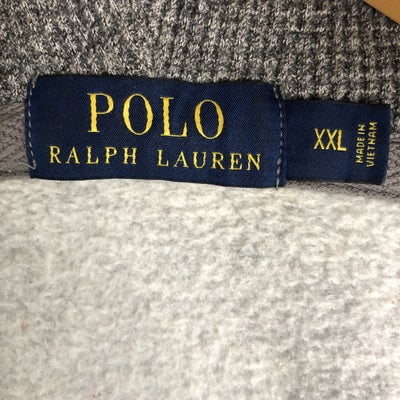 POLO
RALPH LAUREN
XXL
MADE IN
VIETNAM